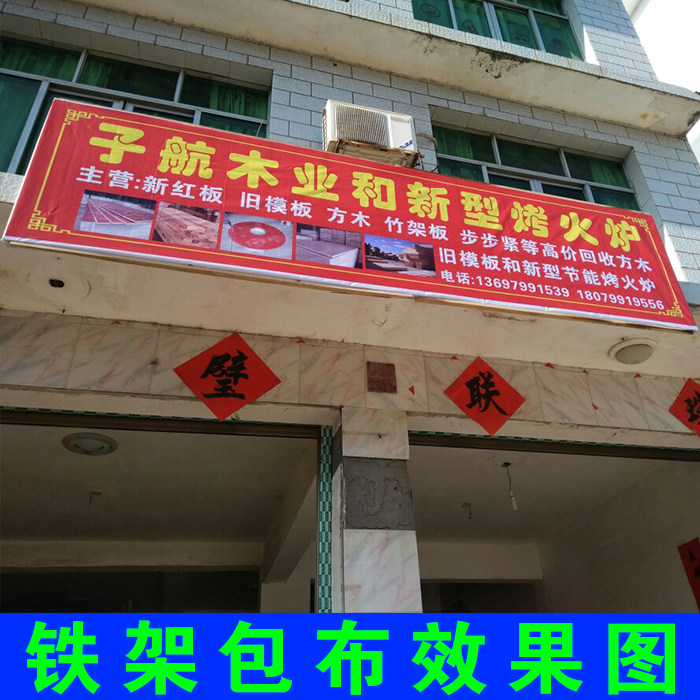 子航木业和新型烤火炉
主营:新红板 旧模板 方木 竹架板 步步紧等高价回收方木
旧模板和新型节能烤火炉
电话:13697991539 18079919556
璧
联
铁架包布效果图